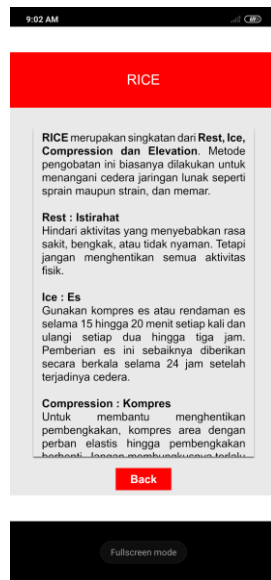 9:02 AM
RICE
RICE merupakan singkatan dari Rest, Ice,
Compression dan Elevation. Metode
pengobatan ini biasanya dilakukan untuk
menangani cedera jaringan lunak seperti
sprain maupun strain, dan memar.
Rest : Istirahat
Hindari aktivitas yang menyebabkan rasa
sakit, bengkak, atau tidak nyaman. Tetapi
jangan menghentikan semua aktivitas
fisik.
Ice : Es
Gunakan kompres es atau rendaman es
selama 15 hingga 20 menit setiap kali dan
ulangi setiap dua hingga tiga jam.
Pemberian es ini sebaiknya diberikan
secara berkala selama 24 jam setelah
terjadinya cedera.
Compression : Kompres
Untuk membantu menghentikan
pembengkakan, kompres area dengan
perban elastis hingga pembengkakan
berhenti. Jangan membungkusnya terlalu
Back
Fullscreen mode